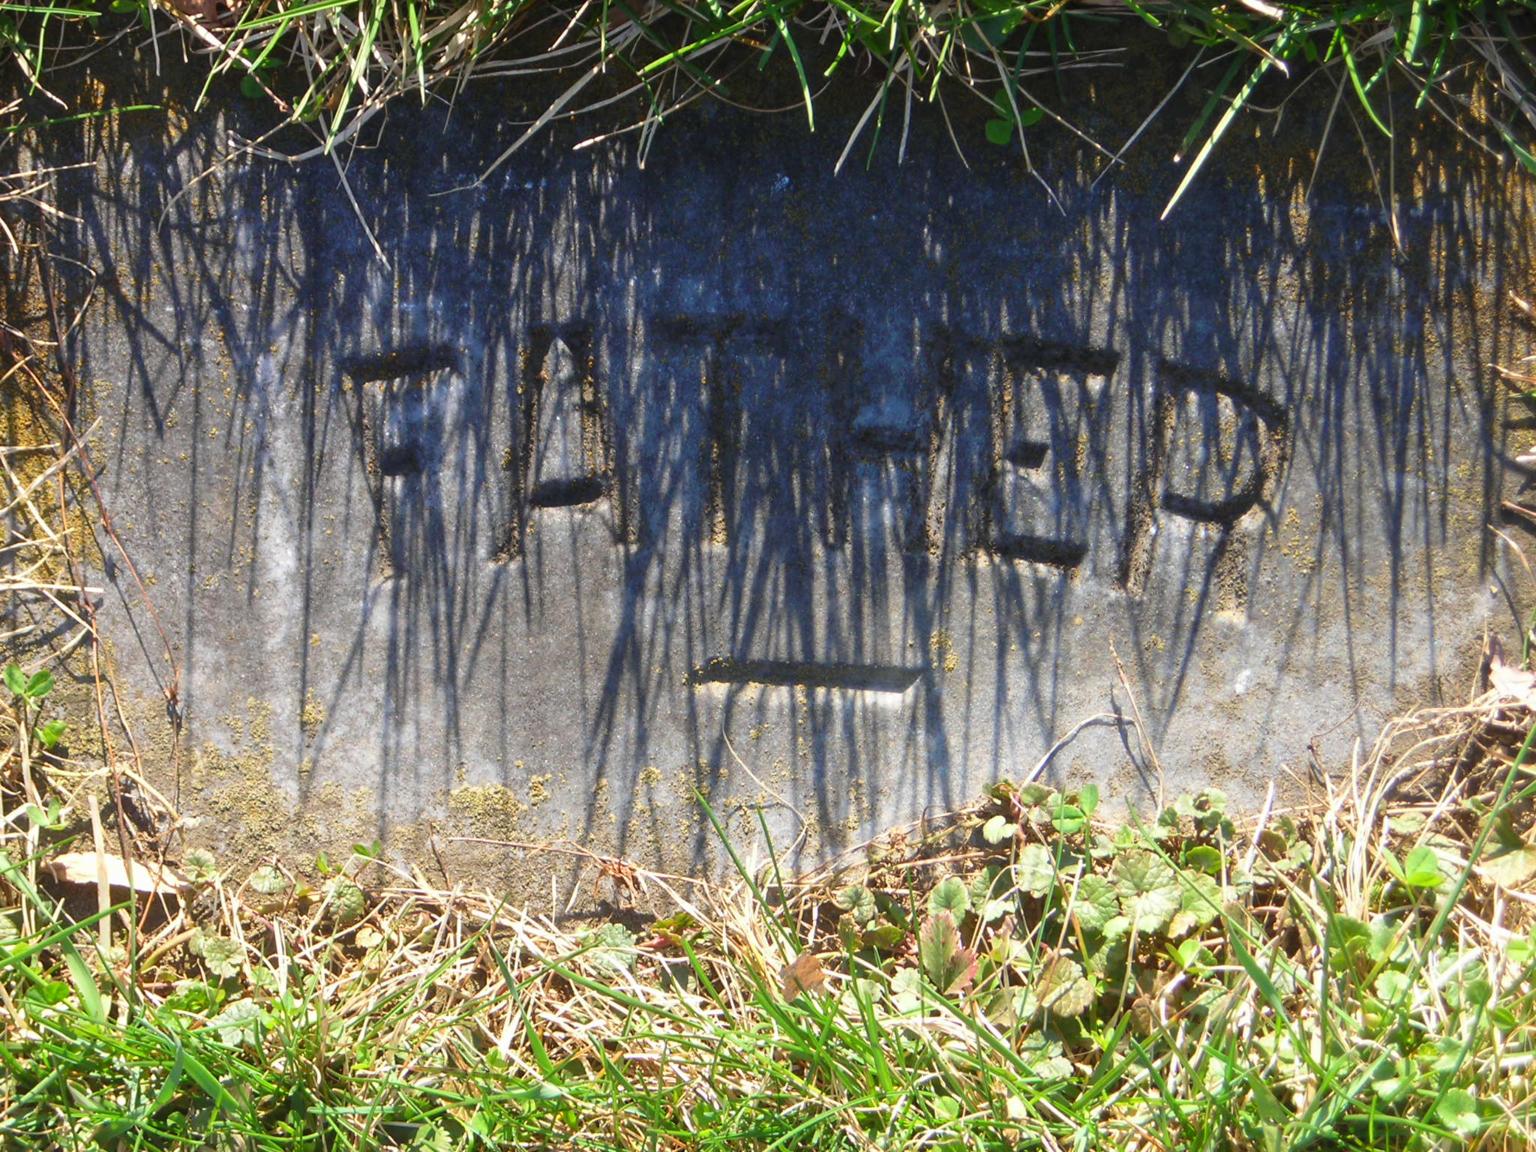 FATHER
—